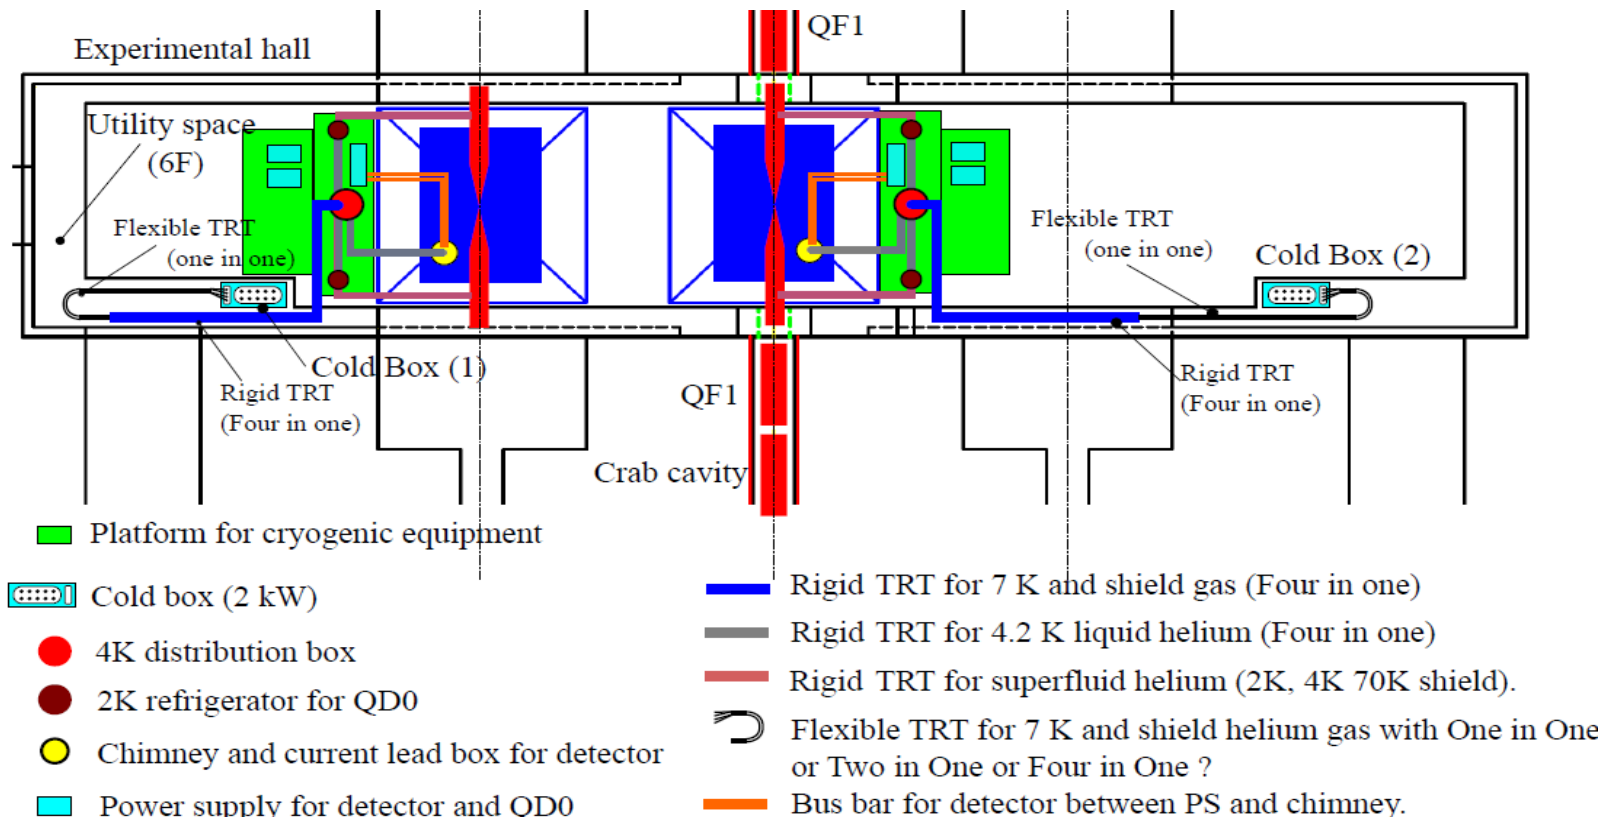 QF1
Experimental hall
Utility space
(6F)
Flexible TRT
(one in one)
Flexible TRT
(one in one)
Cold Box (2)
Cold Box (1)
Rigid TRT
(Four in one)
QF1
Rigid TRT
(Four in one)
Crab cavity
Platform for cryogenic equipment
Cold box (2 kW)
4K distribution box
2K refrigerator for QD0
Chimney and current lead box for detector
Power supply for detector and QD0
Rigid TRT for 7 K and shield gas (Four in one)
Rigid TRT for 4.2 K liquid helium (Four in one)
Rigid TRT for superfluid helium (2K, 4K 70K shield).
Flexible TRT for 7 K and shield helium gas with One in One
or Two in One or Four in One ?
Bus bar for detector between PS and chimney.